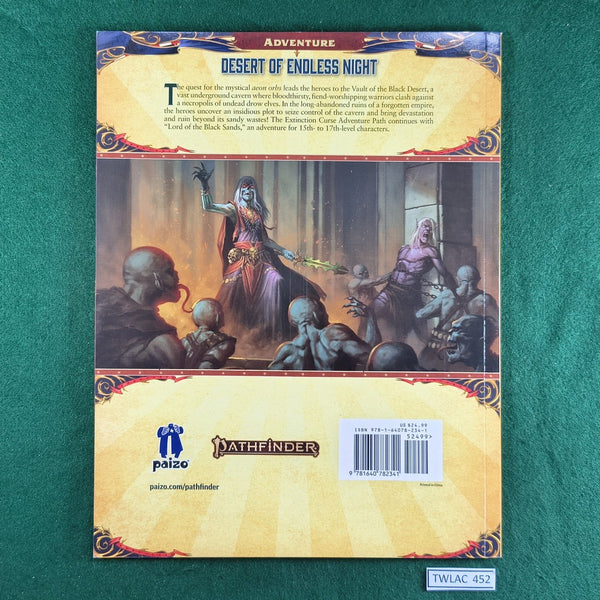 ADVENTURE
DESERT OF ENDLESS NIGHT
The quest for the mystical aeon orbs leads the heroes to the Vault of the Black Desert, a
vast underground cavern where bloodthirsty, fiend-worshipping warriors clash against
a necropolis of undead drow elves. In the long-abandoned ruins of a forgotten empire,
the heroes uncover an insidious plot to seize control of the cavern and bring devastation
and ruin beyond its sandy wastes! The Extinction Curse Adventure Path continues with
“Lord of the Black Sands,” an adventure for 15th- to 17th-level characters.
US $24.99
ISBN 978-1-64078-234-1
52499>
9 781640 782341
Printed in China
paizo
PATHFINDER
paizo.com/pathfinder
TWLAC 452